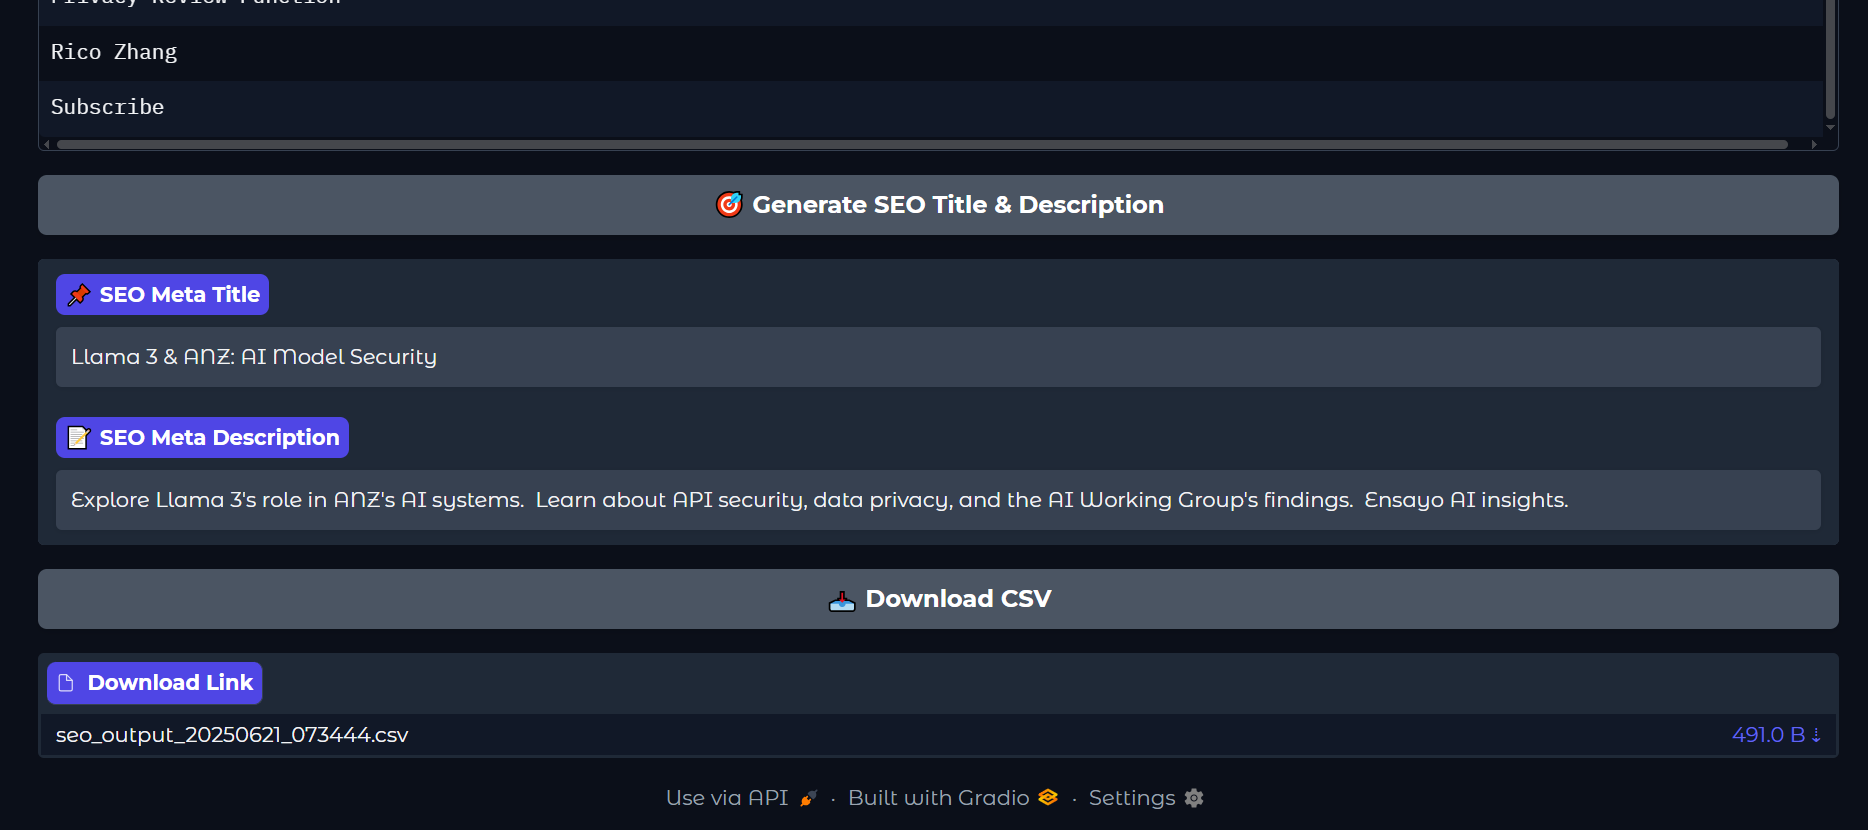 Privacy Review Function
Rico Zhang
Subscribe
🎯 Generate SEO Title & Description
📌 SEO Meta Title
Llama 3 & ANZ: AI Model Security
📝 SEO Meta Description
Explore Llama 3's role in ANZ's AI systems.  Learn about API security, data privacy, and the AI Working Group's findings.  Ensayo AI insights.
📥 Download CSV
Download Link
seo_output_20250621_073444.csv 491.0 B ⇣
Use via API · Built with Gradio · Settings